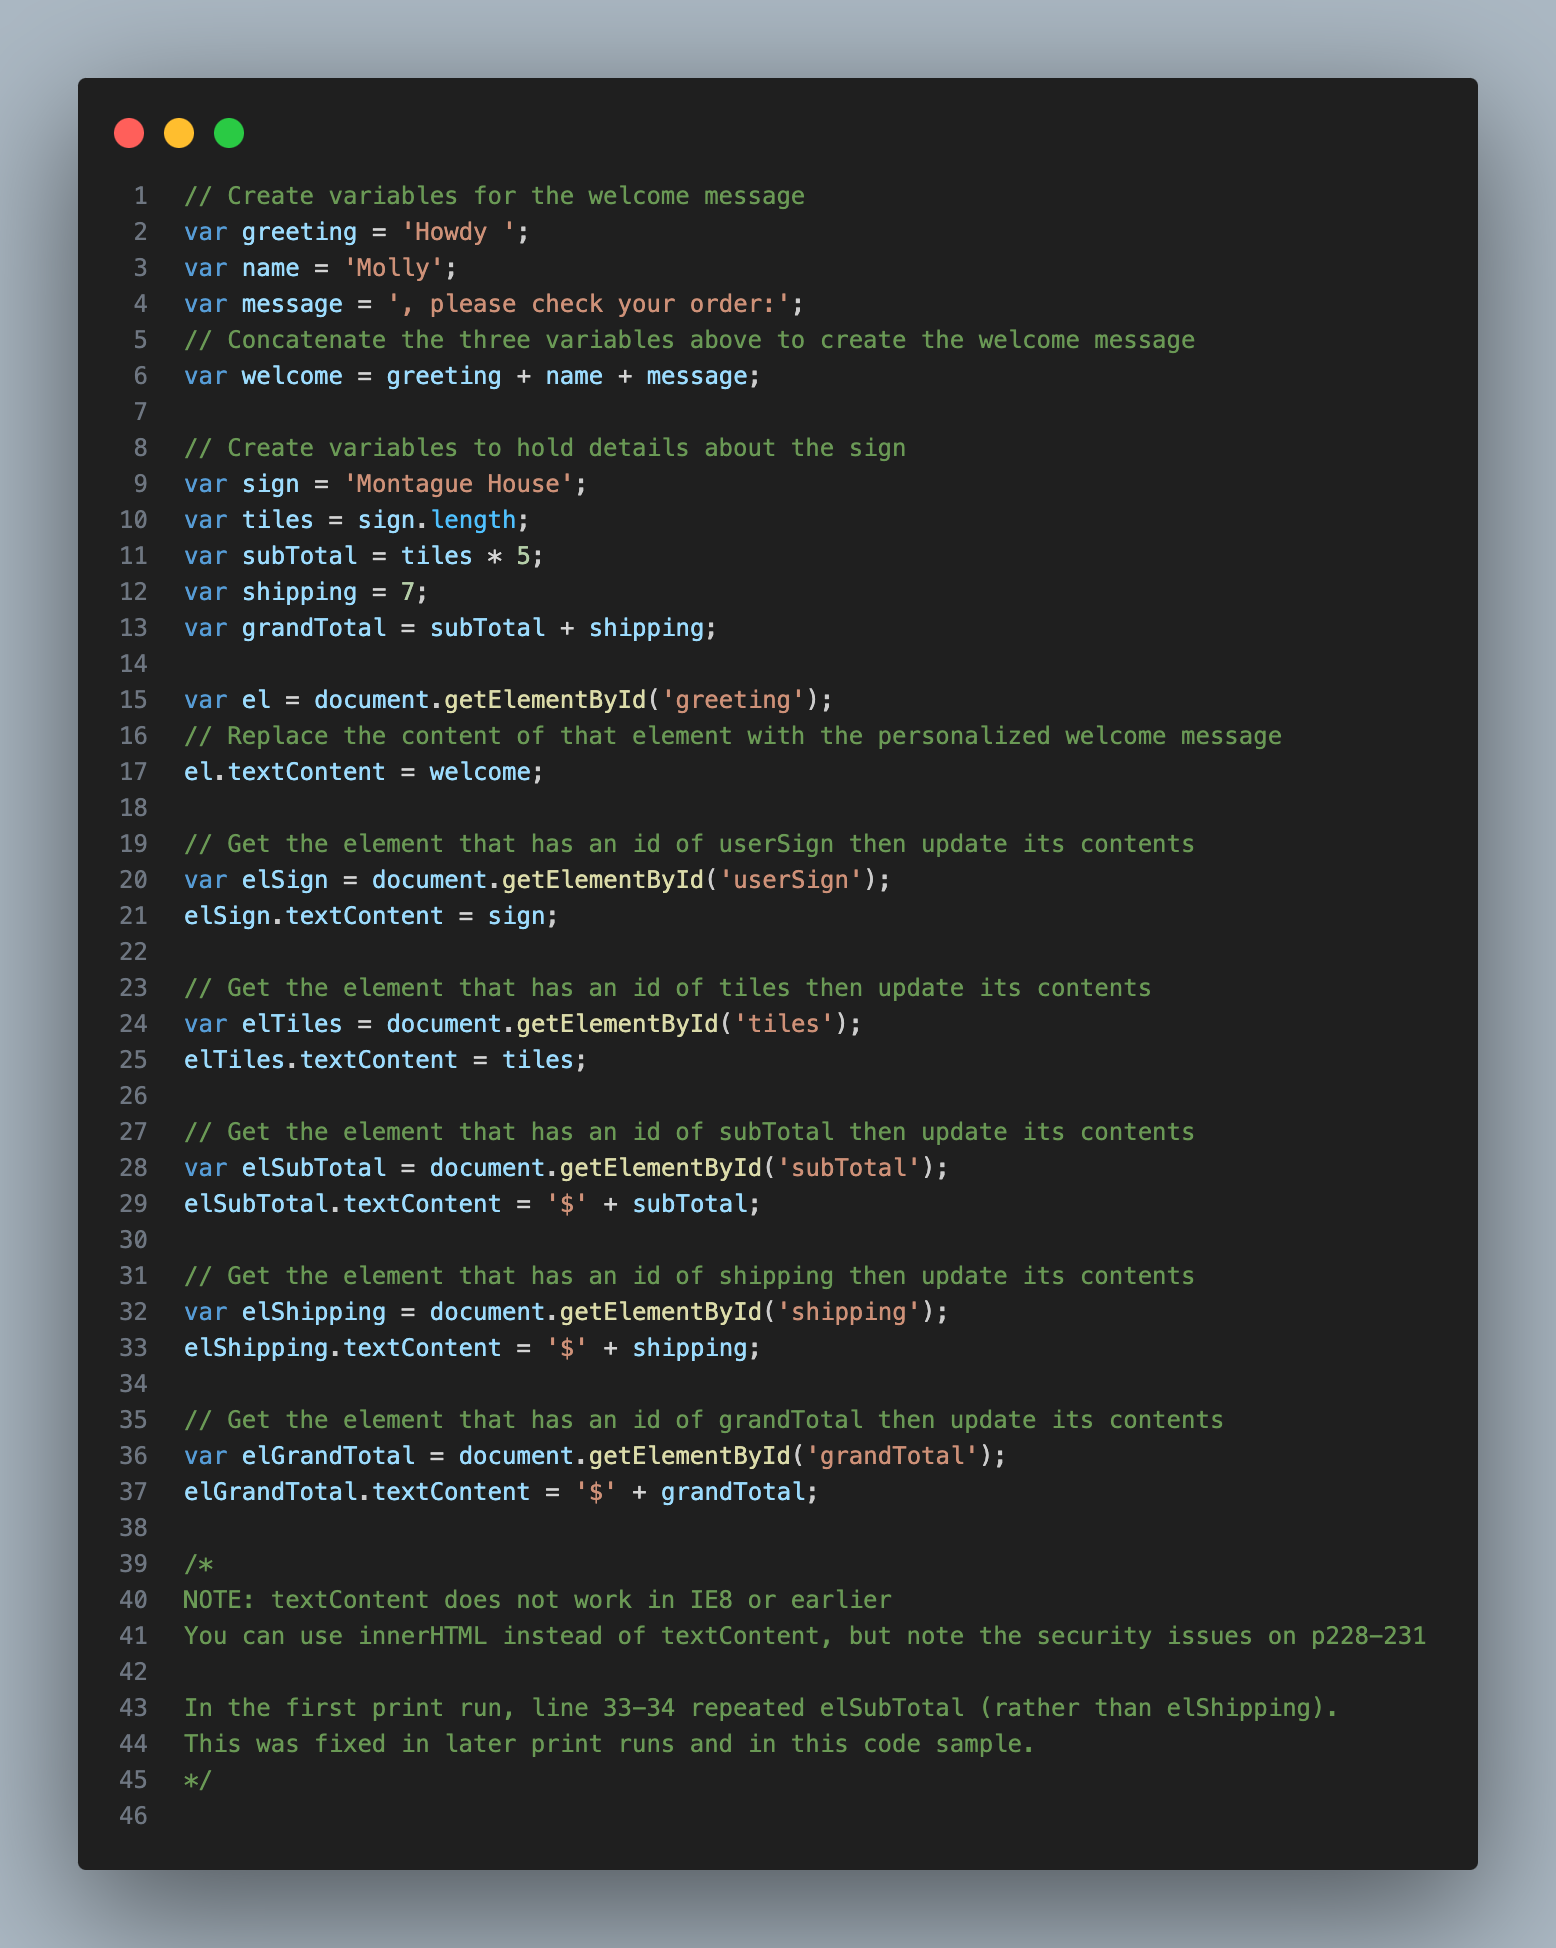 1 // Create variables for the welcome message
2 var greeting = 'Howdy ';
3 var name = 'Molly';
4 var message = ', please check your order:';
5 // Concatenate the three variables above to create the welcome message
6 var welcome = greeting + name + message;
7
8 // Create variables to hold details about the sign
9 var sign = 'Montague House';
10 var tiles = sign.length;
11 var subTotal = tiles * 5;
12 var shipping = 7;
13 var grandTotal = subTotal + shipping;
14
15 var el = document.getElementById('greeting');
16 // Replace the content of that element with the personalized welcome message
17 el.textContent = welcome;
18
19 // Get the element that has an id of userSign then update its contents
20 var elSign = document.getElementById('userSign');
21 elSign.textContent = sign;
22
23 // Get the element that has an id of tiles then update its contents
24 var elTiles = document.getElementById('tiles');
25 elTiles.textContent = tiles;
26
27 // Get the element that has an id of subTotal then update its contents
28 var elSubTotal = document.getElementById('subTotal');
29 elSubTotal.textContent = '$' + subTotal;
30
31 // Get the element that has an id of shipping then update its contents
32 var elShipping = document.getElementById('shipping');
33 elShipping.textContent = '$' + shipping;
34
35 // Get the element that has an id of grandTotal then update its contents
36 var elGrandTotal = document.getElementById('grandTotal');
37 elGrandTotal.textContent = '$' + grandTotal;
38
39 /*
40 NOTE: textContent does not work in IE8 or earlier
41 You can use innerHTML instead of textContent, but note the security issues on p228-231
42
43 In the first print run, line 33-34 repeated elSubTotal (rather than elShipping).
44 This was fixed in later print runs and in this code sample.
45 */
46